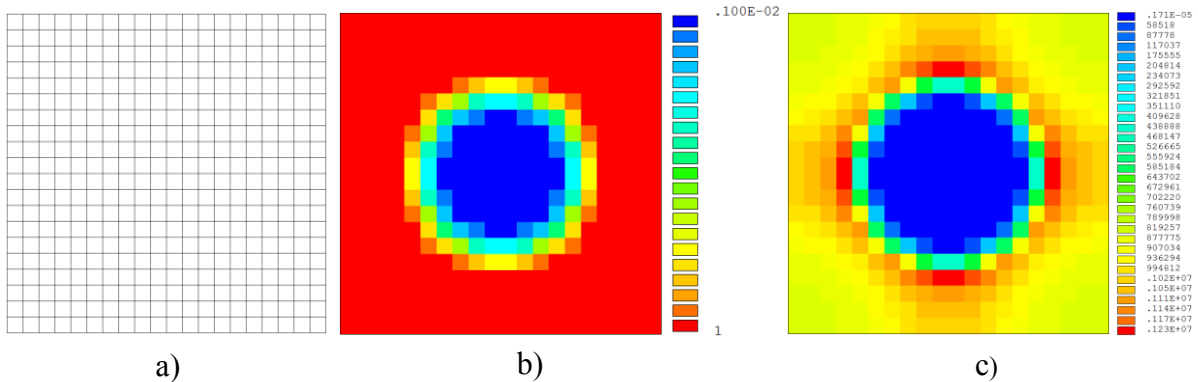 .100E-02
1
.171E-05
58518
87778
117037
175555
204814
234073
292592
321851
351110
409628
438888
468147
526665
555924
585184
643702
672961
702220
760739
789998
819257
877775
907034
936294
994812
.102E+07
.105E+07
.111E+07
.114E+07
.117E+07
.123E+07
a)
b)
c)